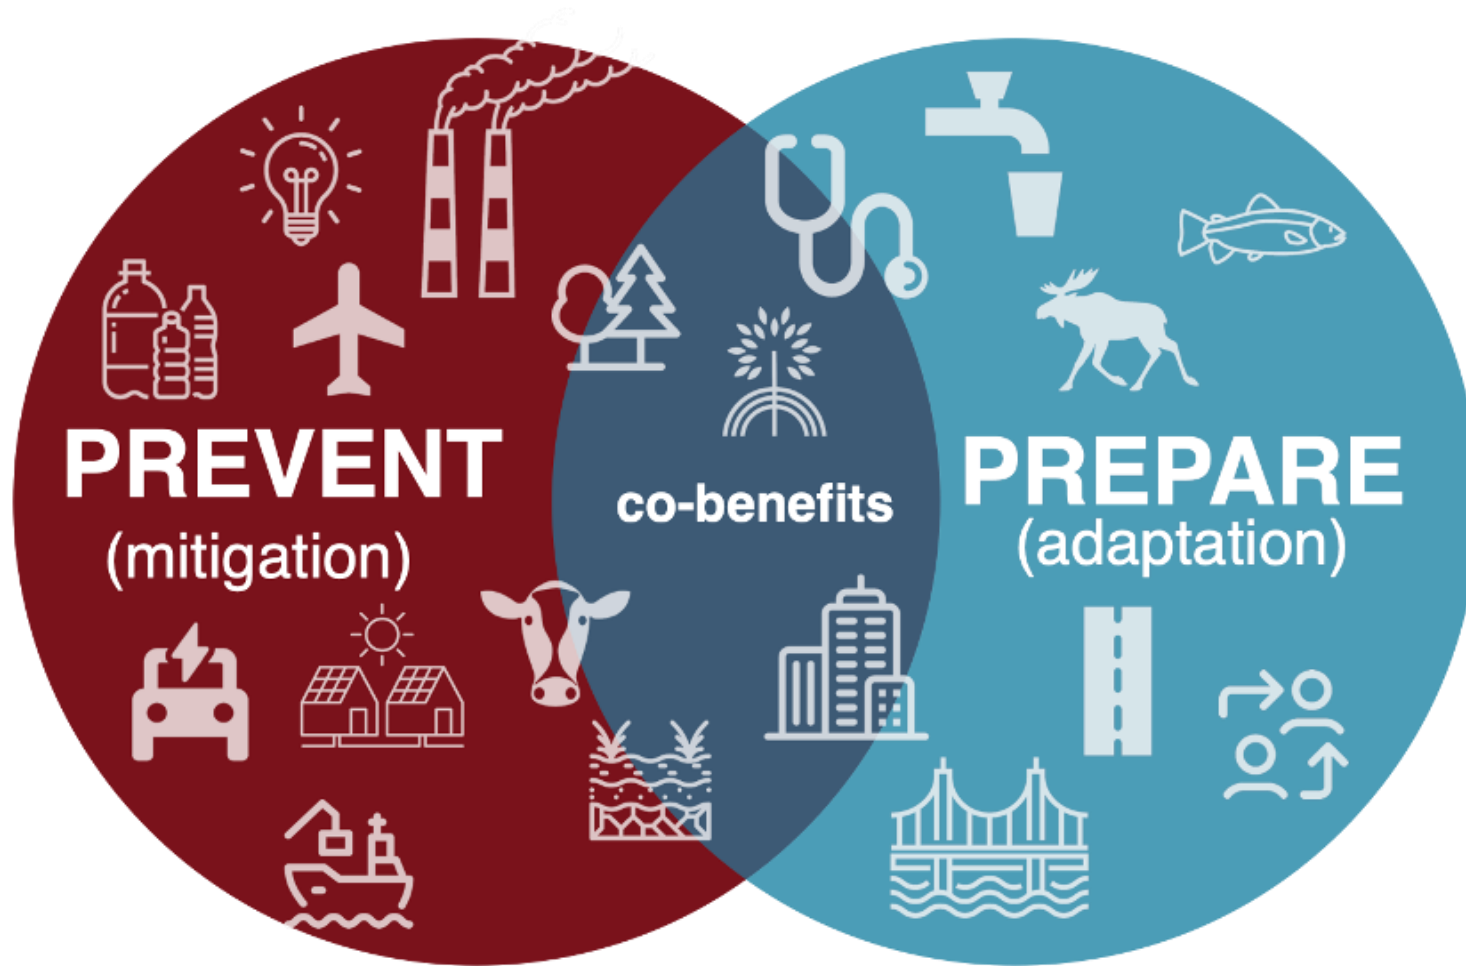 PREVENT
(mitigation)
co-benefits
PREPARE
(adaptation)